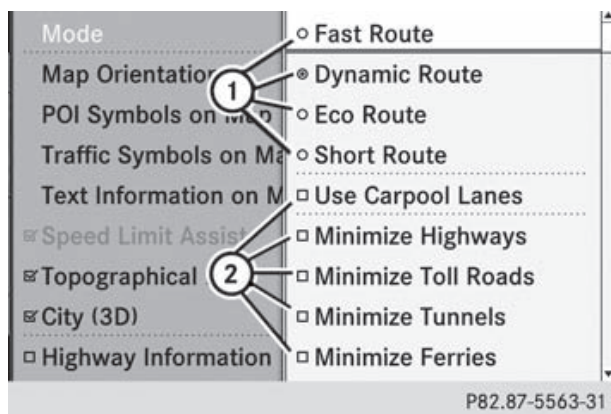 Mode
Map Orientation
POI Symbols on Map
Traffic Symbols on Ma
Text Information on M
Speed Limit Assist
Topographical
City (3D)
Highway Information
Fast Route
Dynamic Route
Eco Route
Short Route
Use Carpool Lanes
Minimize Highways
Minimize Toll Roads
Minimize Tunnels
Minimize Ferries
1
2
P82.87-5563-31